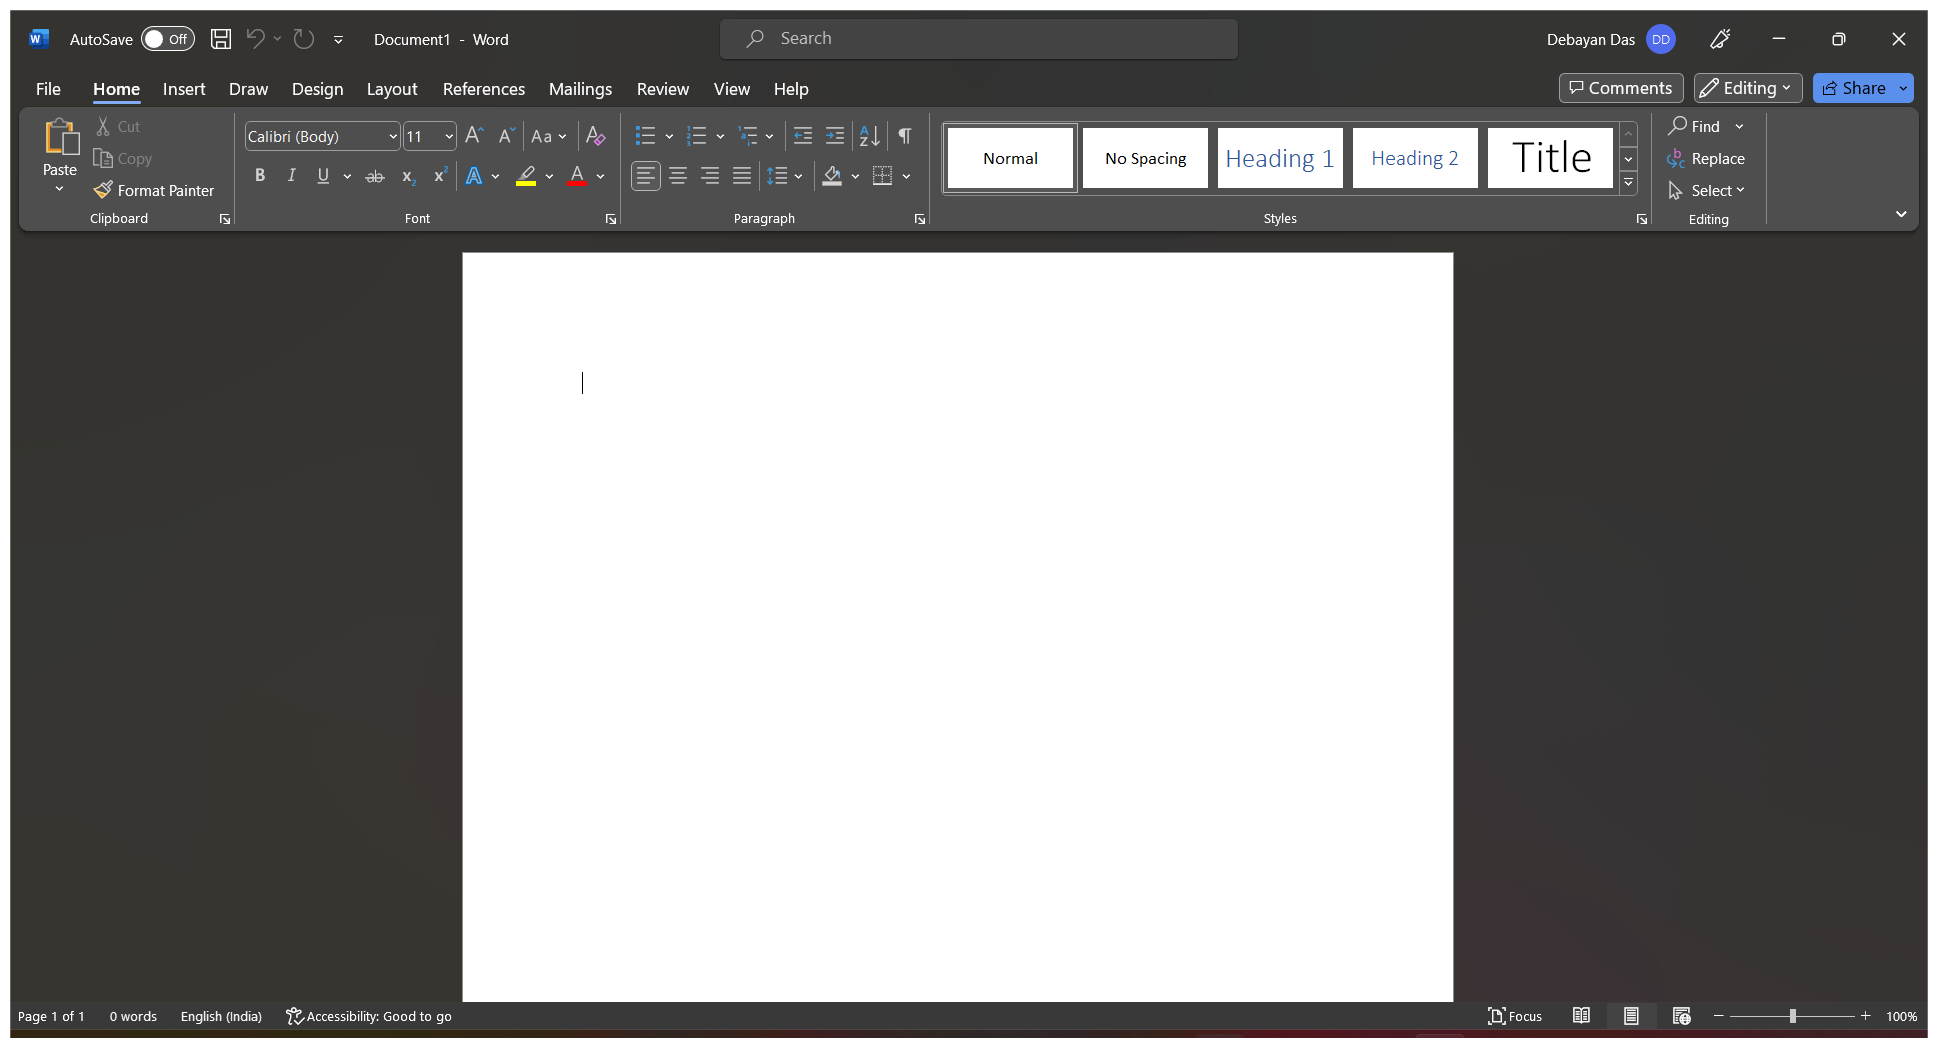 AutoSave Off Document1 - Word Search Debayan Das DD
File Home Insert Draw Design Layout References Mailings Review View Help Comments Editing Share
Paste
Cut
Copy
Format Painter
Clipboard
Calibri (Body) 11 Aa
Font
Paragraph
Normal No Spacing Heading 1 Heading 2 Title
Styles
Find
Replace
Select
Editing
Page 1 of 1 0 words English (India) Accessibility: Good to go Focus 100%